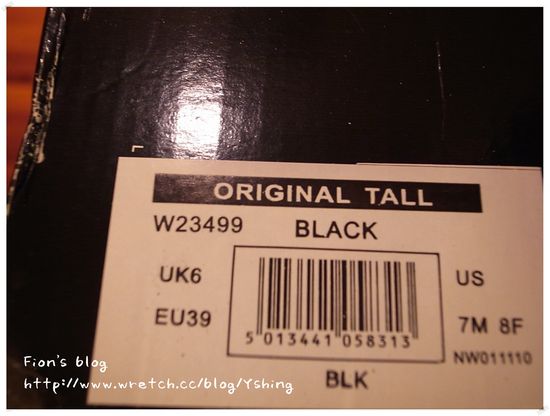 ORIGINAL TALL
W23499 BLACK
UK6 US
EU39 7M 8F
5 013441 058313
NW011110
BLK
Fion's blog
http://www.wretch.cc/blog/Yshing